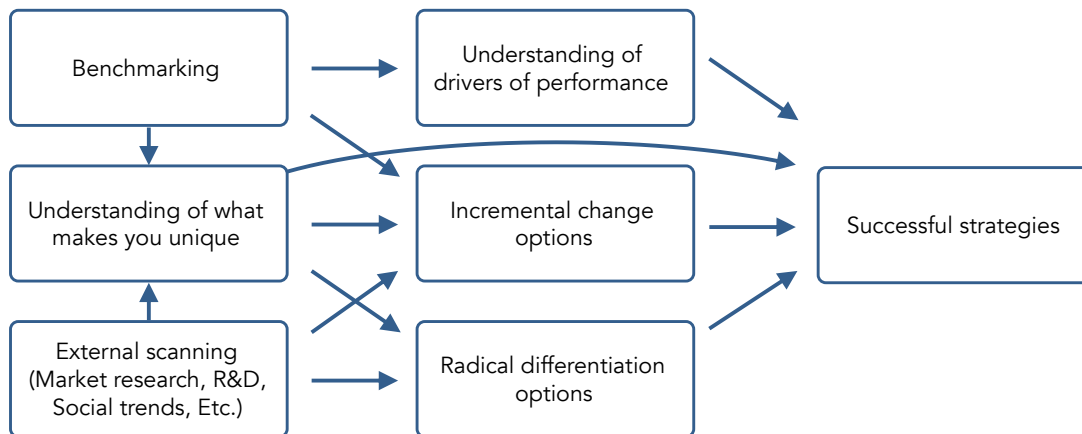 Benchmarking
Understanding of
drivers of performance
Understanding of what
makes you unique
Incremental change
options
Successful strategies
External scanning
(Market research, R&D,
Social trends, Etc.)
Radical differentiation
options